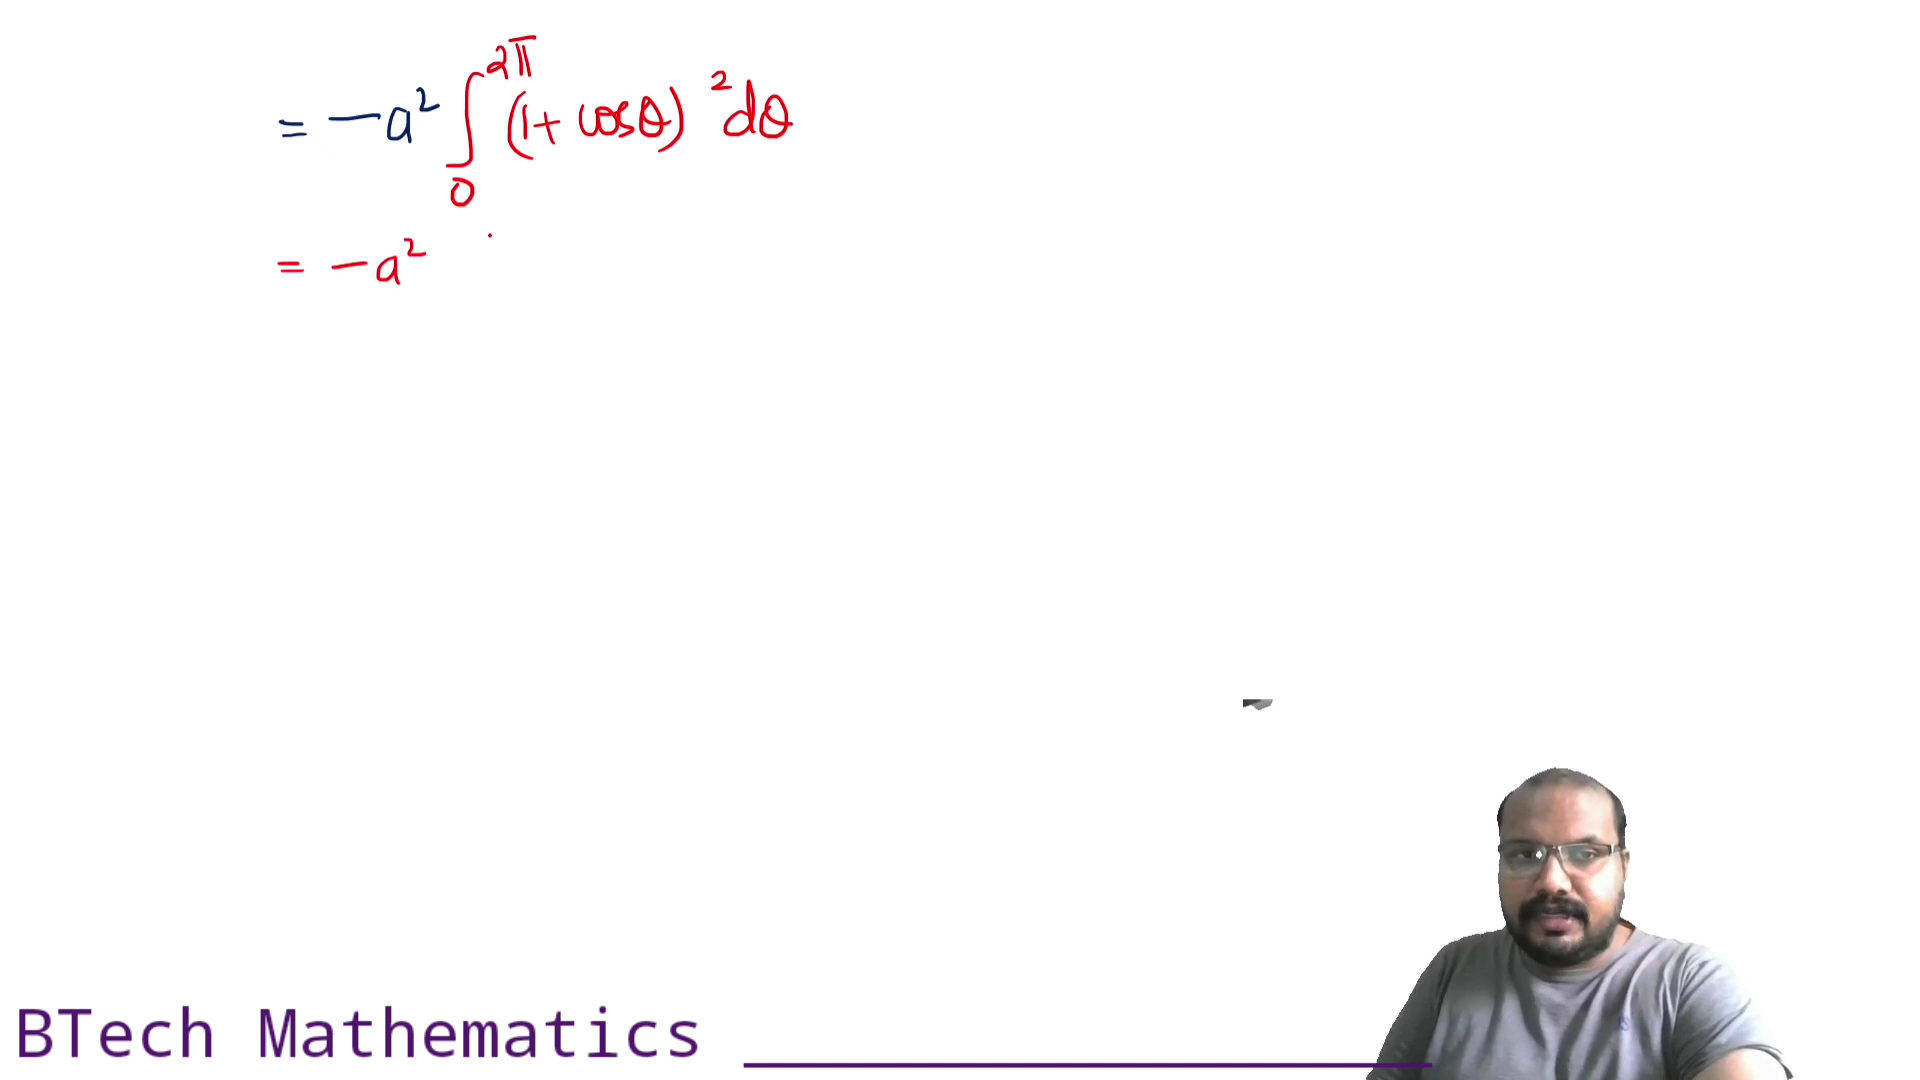 = -a² ∫₀^2π (1 + cosθ)² dθ
= -a²
BTech Mathematics